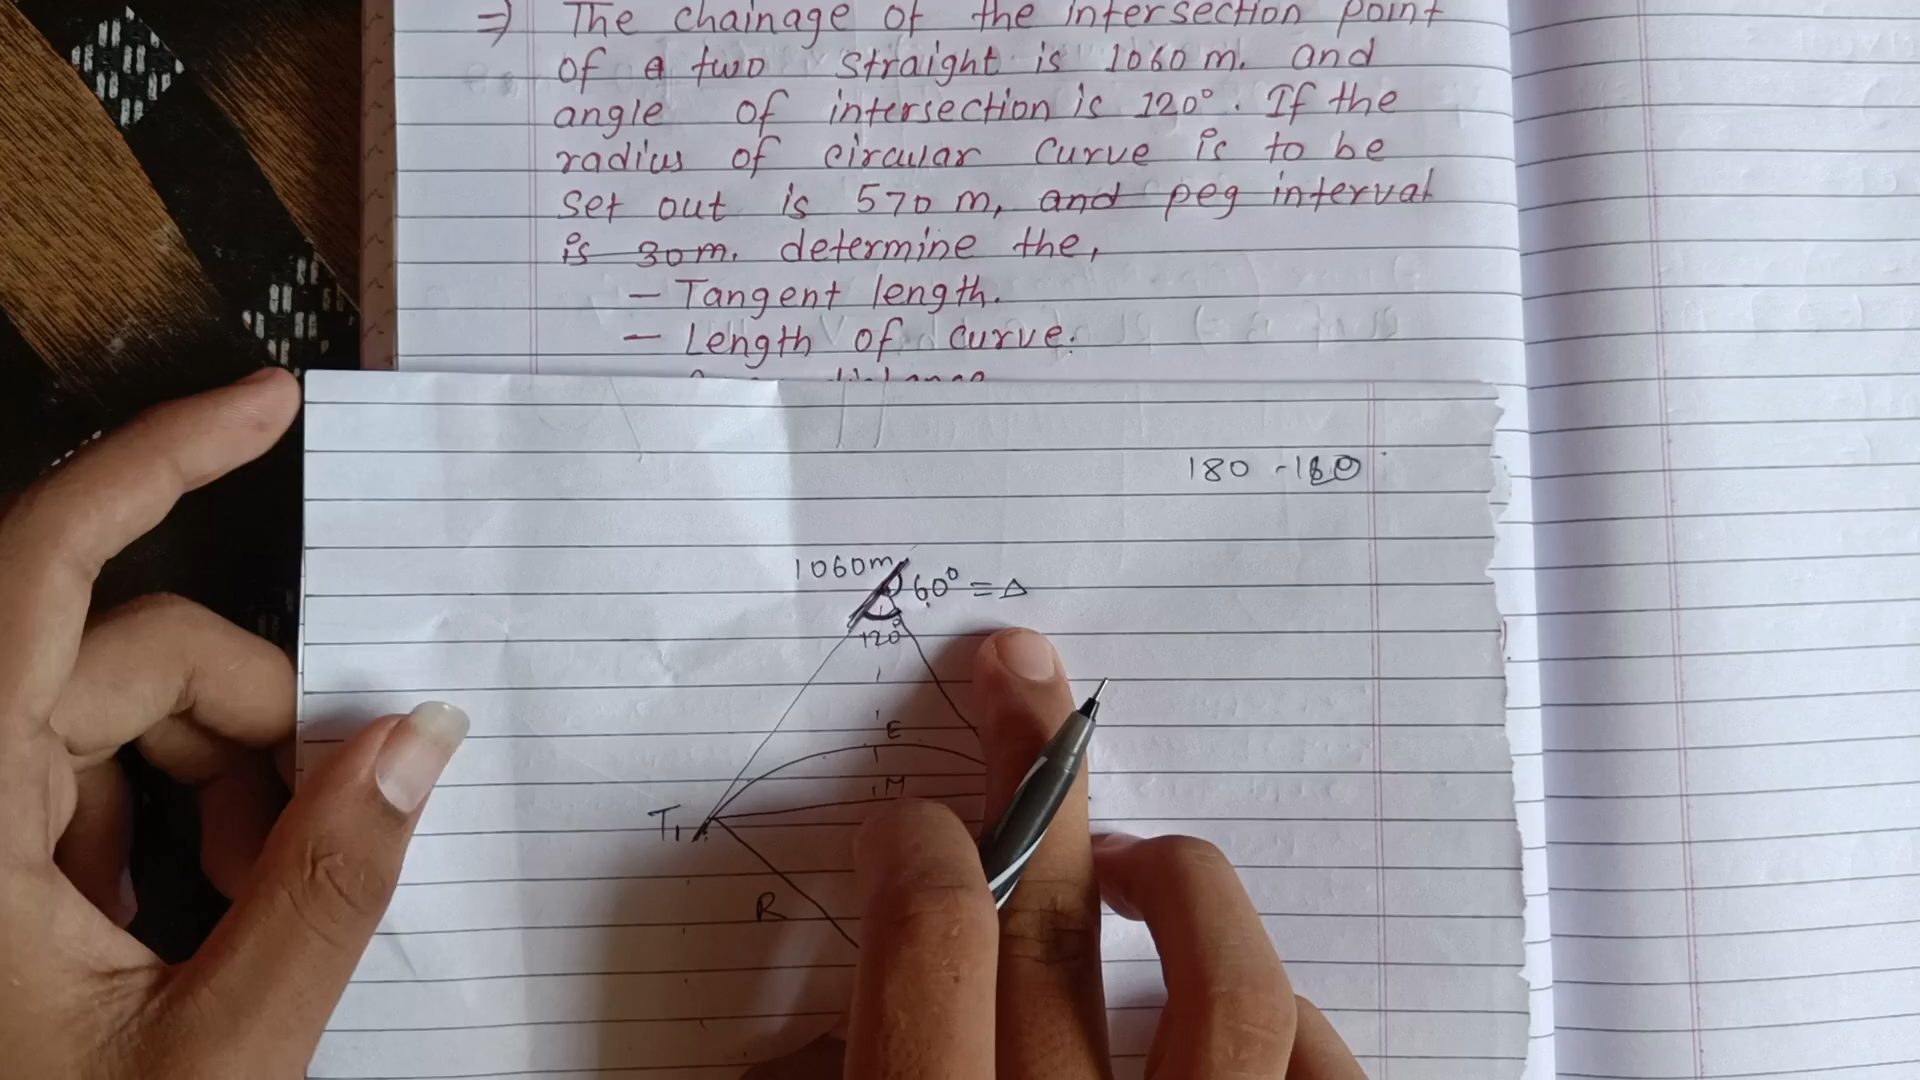 ⇒ The chainage of the intersection point
of a two straight is 1060 m. and
angle of intersection is 120°. If the
radius of circular curve is to be
set out is 570 m, and peg interval
is 30m. determine the,
– Tangent length.
– Length of curve.
180 -180
1060m
60° = Δ
120°
E
M
T₁
R